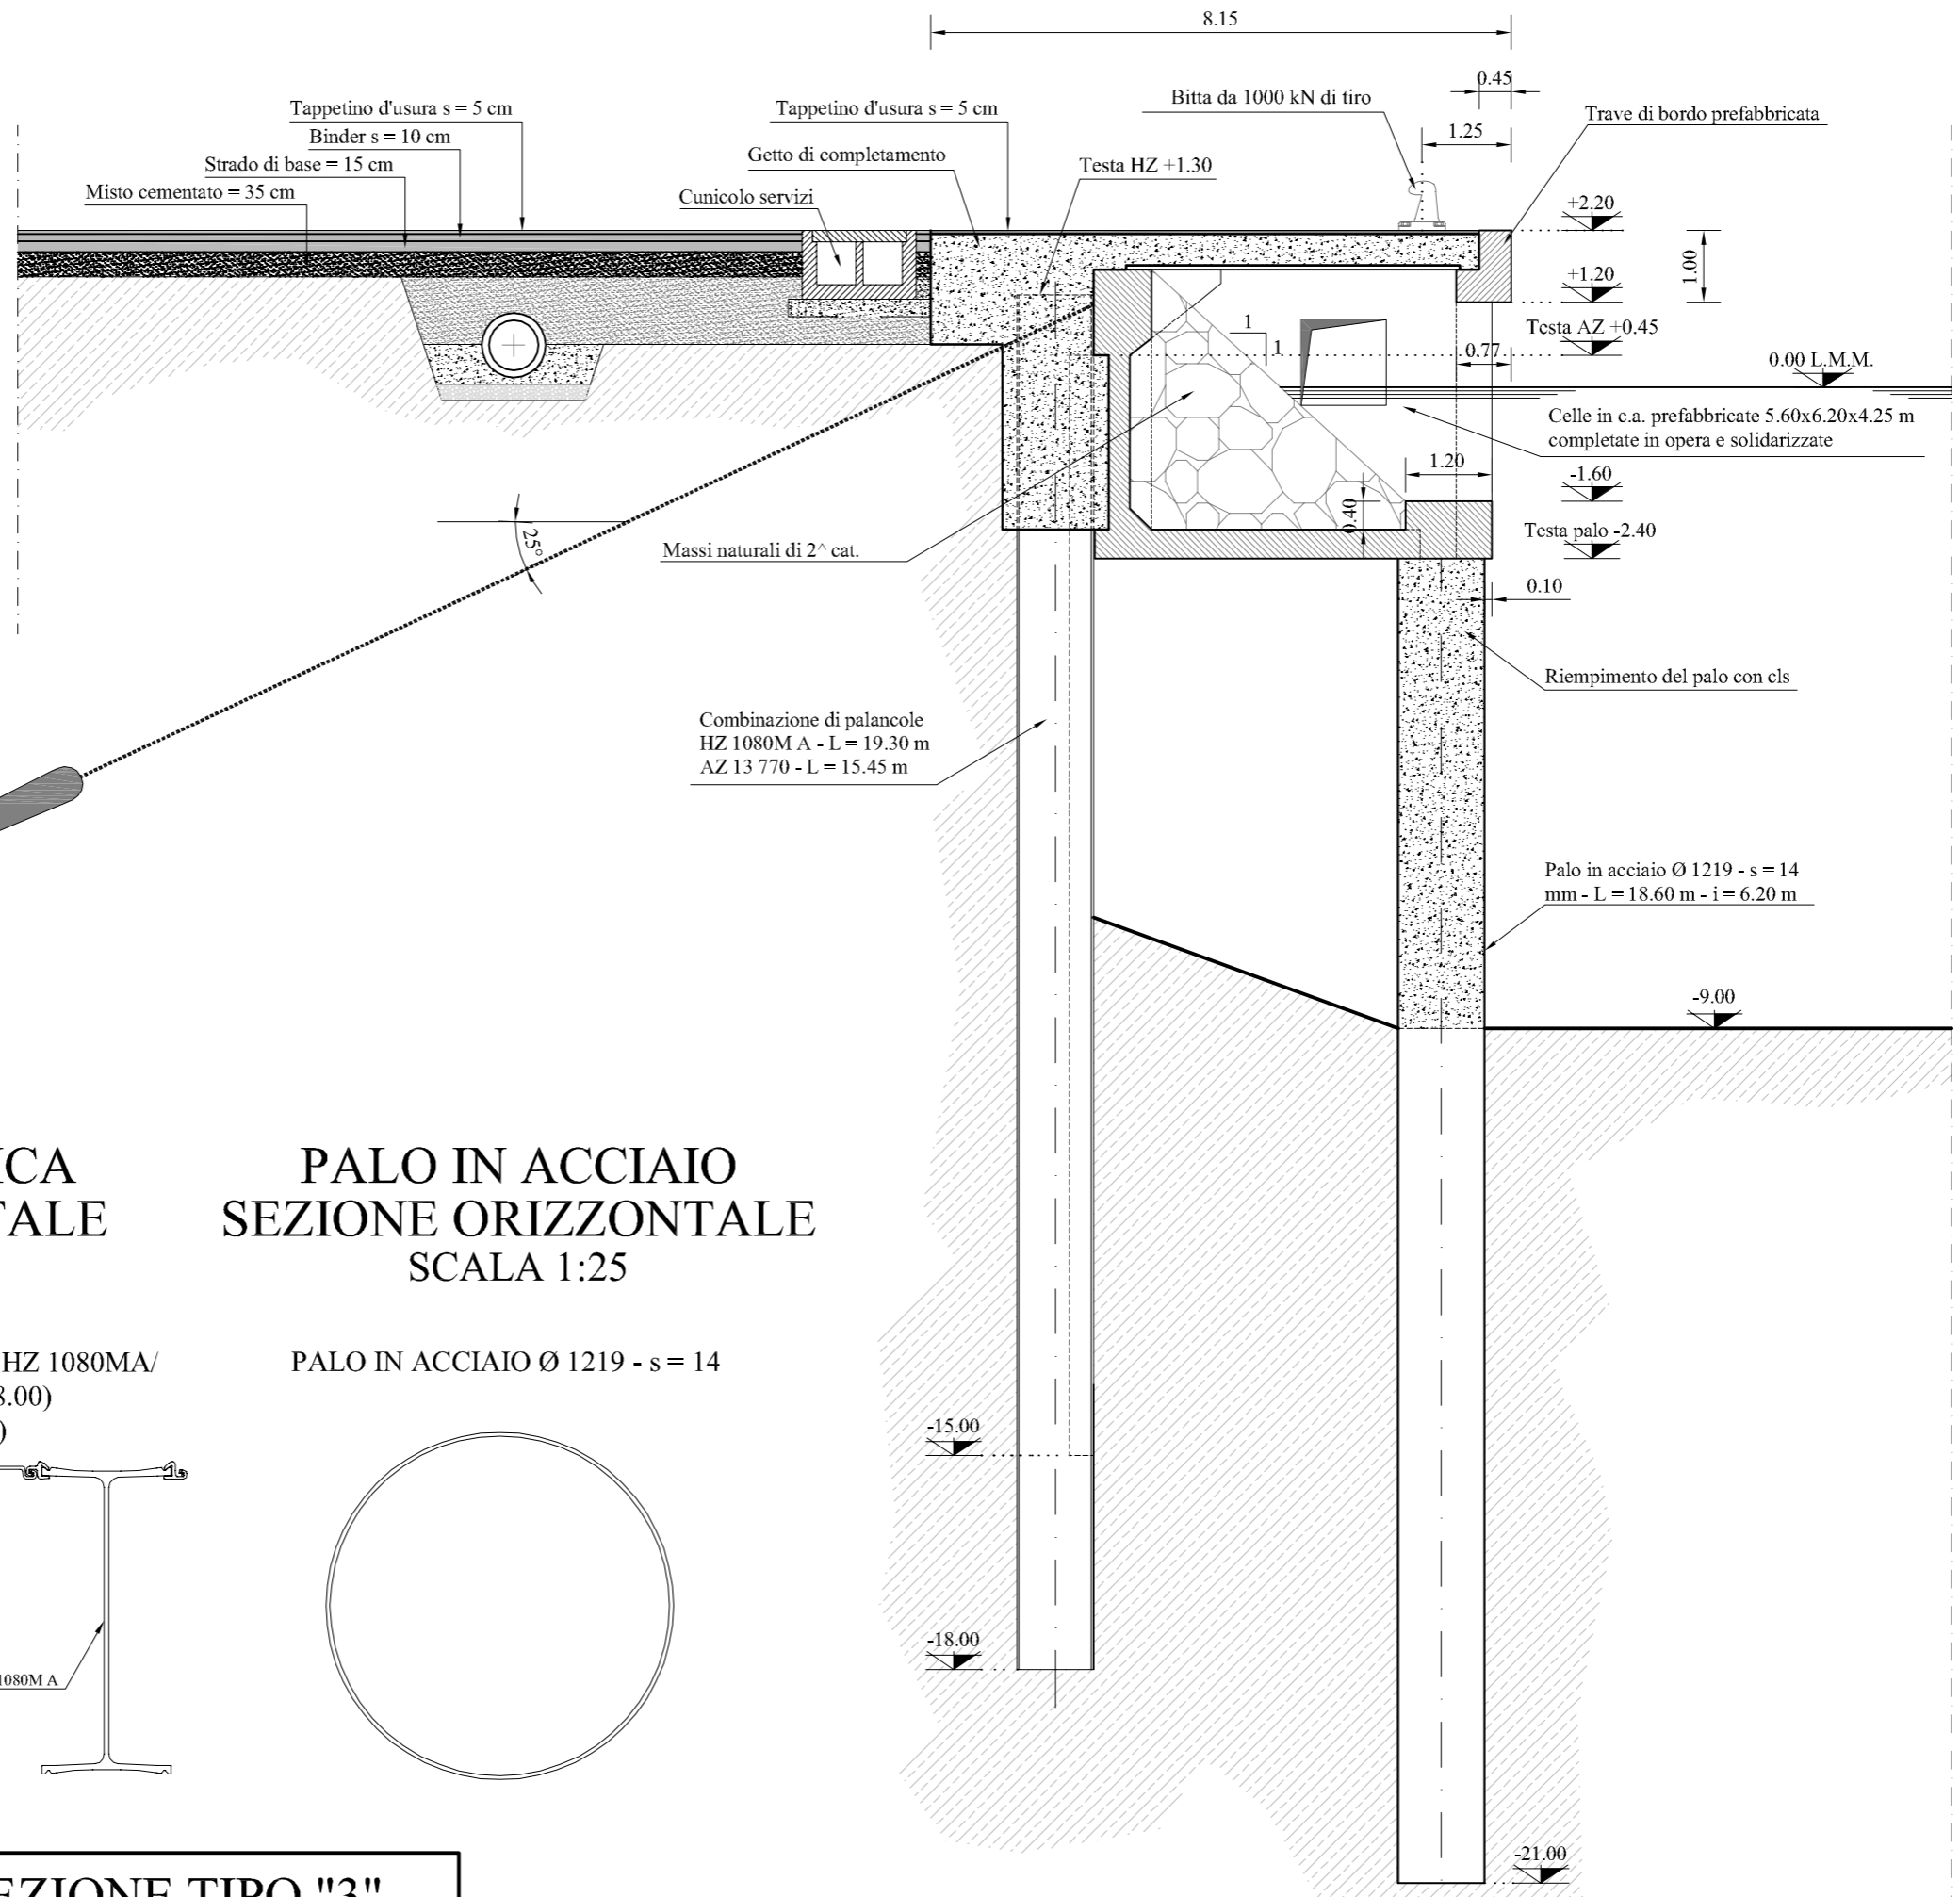 8.15
0.45
Tappetino d'usura s = 5 cm
Tappetino d'usura s = 5 cm
Bitta da 1000 kN di tiro
Trave di bordo prefabbricata
Binder s = 10 cm
1.25
Getto di completamento
Strado di base = 15 cm
Testa HZ +1.30
Misto cementato = 35 cm
Cunicolo servizi
+2.20
1.00
+1.20
1
1
Testa AZ +0.45
0.77
0.00 L.M.M.
Celle in c.a. prefabbricate 5.60x6.20x4.25 m
completate in opera e solidarizzate
1.20
-1.60
0.40
Testa palo -2.40
25°
Massi naturali di 2^ cat.
0.10
Riempimento del palo con cls
Combinazione di palancole
HZ 1080M A - L = 19.30 m
AZ 13 770 - L = 15.45 m
Palo in acciaio Ø 1219 - s = 14
mm - L = 18.60 m - i = 6.20 m
-9.00
ICA
TALE
PALO IN ACCIAIO
SEZIONE ORIZZONTALE
SCALA 1:25
HZ 1080MA/
8.00)
)
PALO IN ACCIAIO Ø 1219 - s = 14
-15.00
-18.00
1080M A
-21.00
EZIONE TIPO "3"